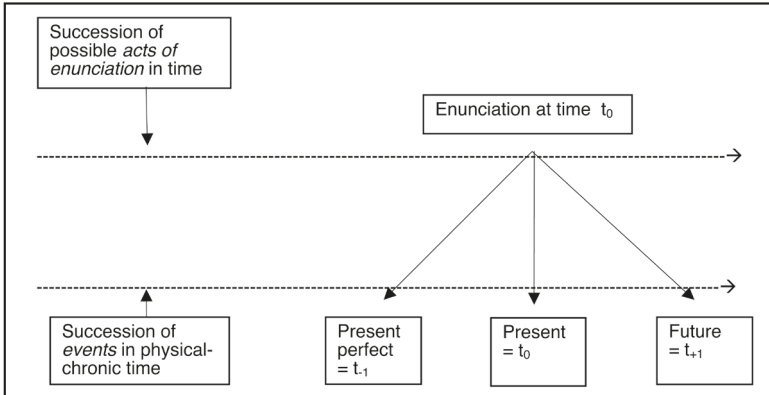 Succession of
possible acts of
enunciation in time
Enunciation at time t₀
Succession of
events in physical-
chronic time
Present
perfect
= t₋₁
Present
= t₀
Future
= t₊₁